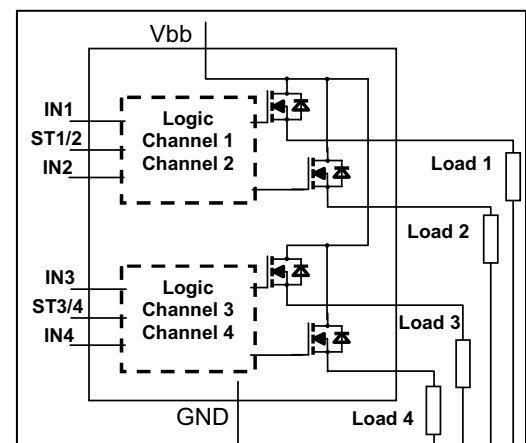 Vbb
IN1
ST1/2
IN2
Logic
Channel 1
Channel 2
Load 1
Load 2
IN3
ST3/4
IN4
Logic
Channel 3
Channel 4
Load 3
Load 4
GND